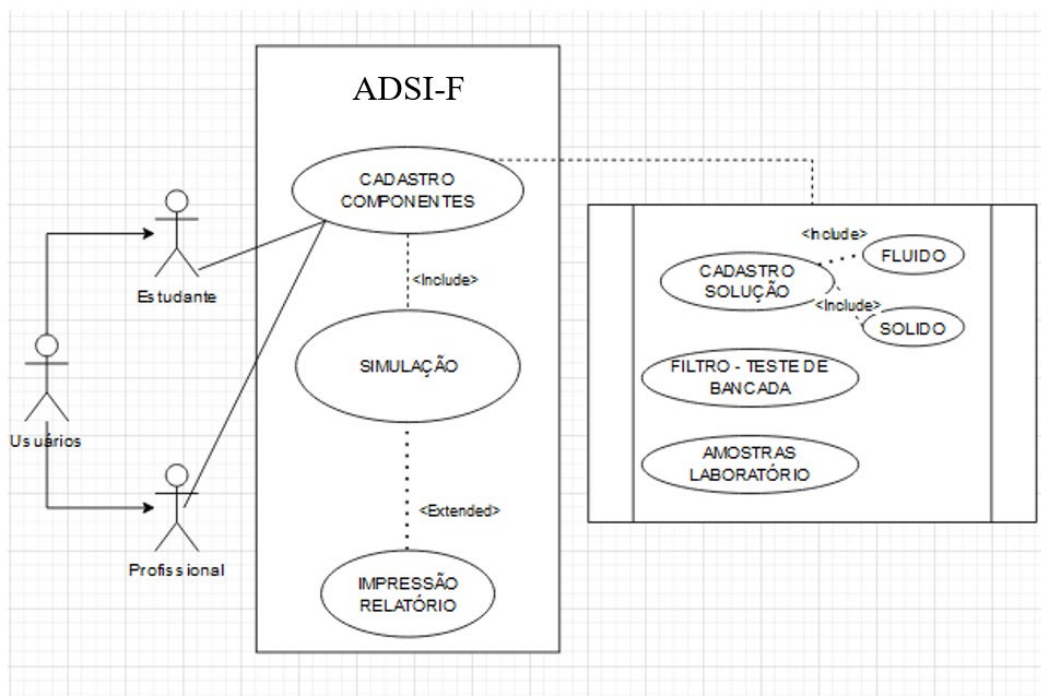 ADSI-F
CADASTRO
COMPONENTES
<Include>
SIMULAÇÃO
<Extended>
IMPRESSÃO
RELATÓRIO
Estudante
Usuários
Profissional
<Include>
CADASTRO
SOLUÇÃO
FLUIDO
<Include>
SOLIDO
FILTRO - TESTE DE
BANCADA
AMOSTRAS
LABORATÓRIO